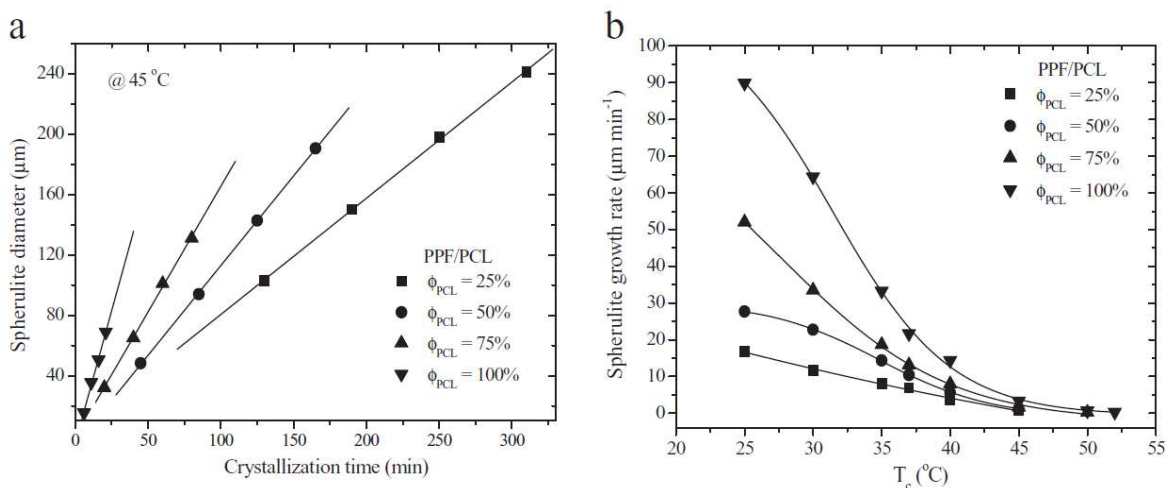 a
@ 45 °C
Spherulite diameter (μm)
240
200
160
120
80
40
PPF/PCL
ϕPCL = 25%
ϕPCL = 50%
ϕPCL = 75%
ϕPCL = 100%
0 50 100 150 200 250 300
Crystallization time (min)
b
Spherulite growth rate (μm min-1)
100
90
80
70
60
50
40
30
20
10
0
PPF/PCL
ϕPCL = 25%
ϕPCL = 50%
ϕPCL = 75%
ϕPCL = 100%
20 25 30 35 40 45 50 55
Tc (°C)